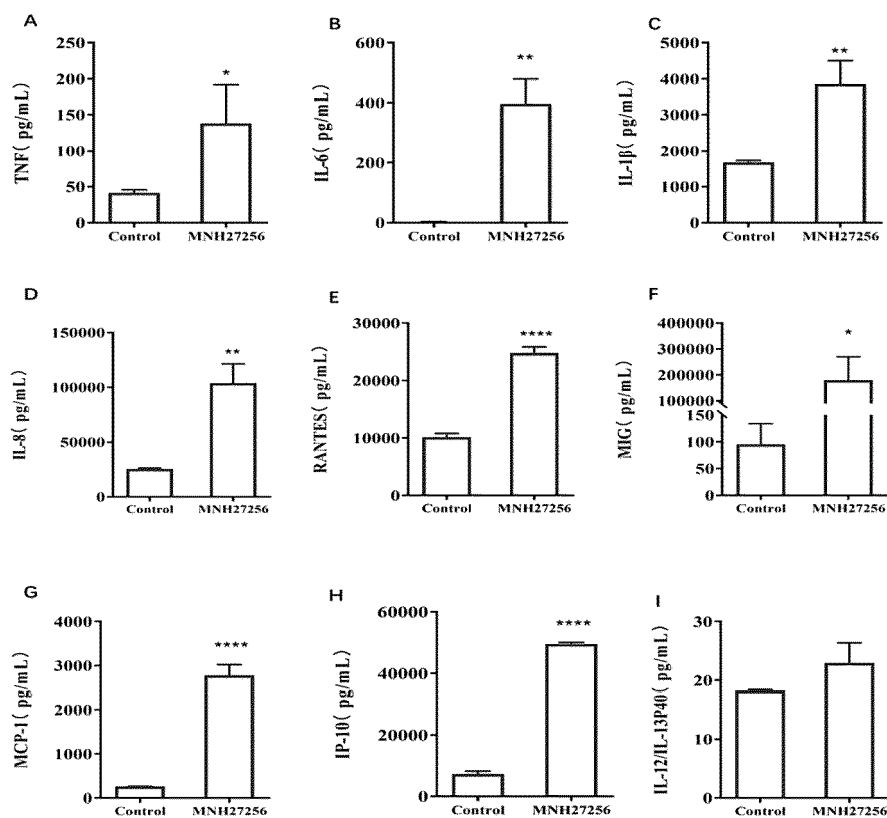 A
TNF( pg/mL)
250
200
150
100
50
0
*
Control MNH27256
B
IL-6( pg/mL)
600
400
200
0
**
Control MNH27256
C
IL-1β( pg/mL)
5000
4000
3000
2000
1000
0
**
Control MNH27256
D
IL-8( pg/mL)
150000
100000
50000
0
**
Control MNH27256
E
RANTES( pg/mL)
30000
20000
10000
0
****
Control MNH27256
F
MIG( pg/mL)
400000
300000
200000
100000
150
100
50
0
*
Control MNH27256
G
MCP-1( pg/mL)
4000
3000
2000
1000
0
****
Control MNH27256
H
IP-10( pg/mL)
60000
40000
20000
0
****
Control MNH27256
I
IL-12/IL-13P40( pg/mL)
30
20
10
0
Control MNH27256